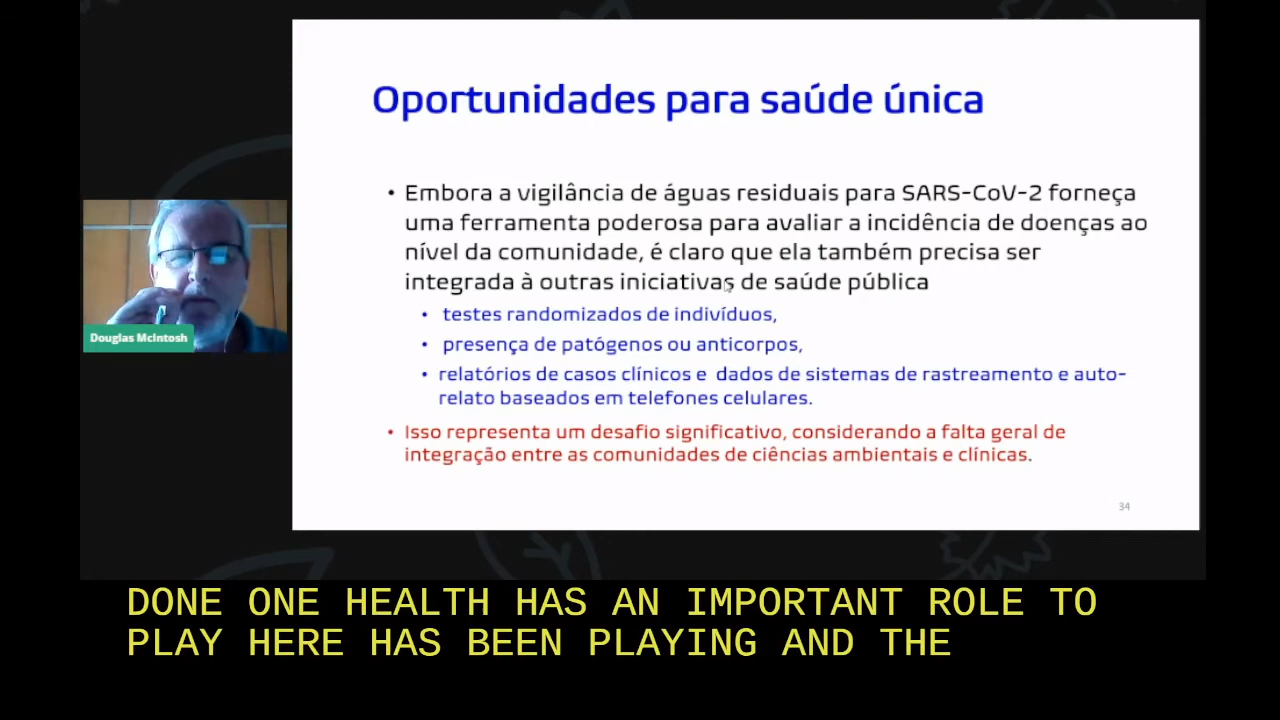 Oportunidades para saúde única
• Embora a vigilância de águas residuais para SARS-CoV-2 forneça
uma ferramenta poderosa para avaliar a incidência de doenças ao
nível da comunidade, é claro que ela também precisa ser
integrada à outras iniciativas de saúde pública
• testes randomizados de indivíduos,
• presença de patógenos ou anticorpos,
• relatórios de casos clínicos e dados de sistemas de rastreamento e auto-
relato baseados em telefones celulares.
• Isso representa um desafio significativo, considerando a falta geral de
integração entre as comunidades de ciências ambientais e clínicas.
34
Douglas McIntosh
DONE ONE HEALTH HAS AN IMPORTANT ROLE TO
PLAY HERE HAS BEEN PLAYING AND THE